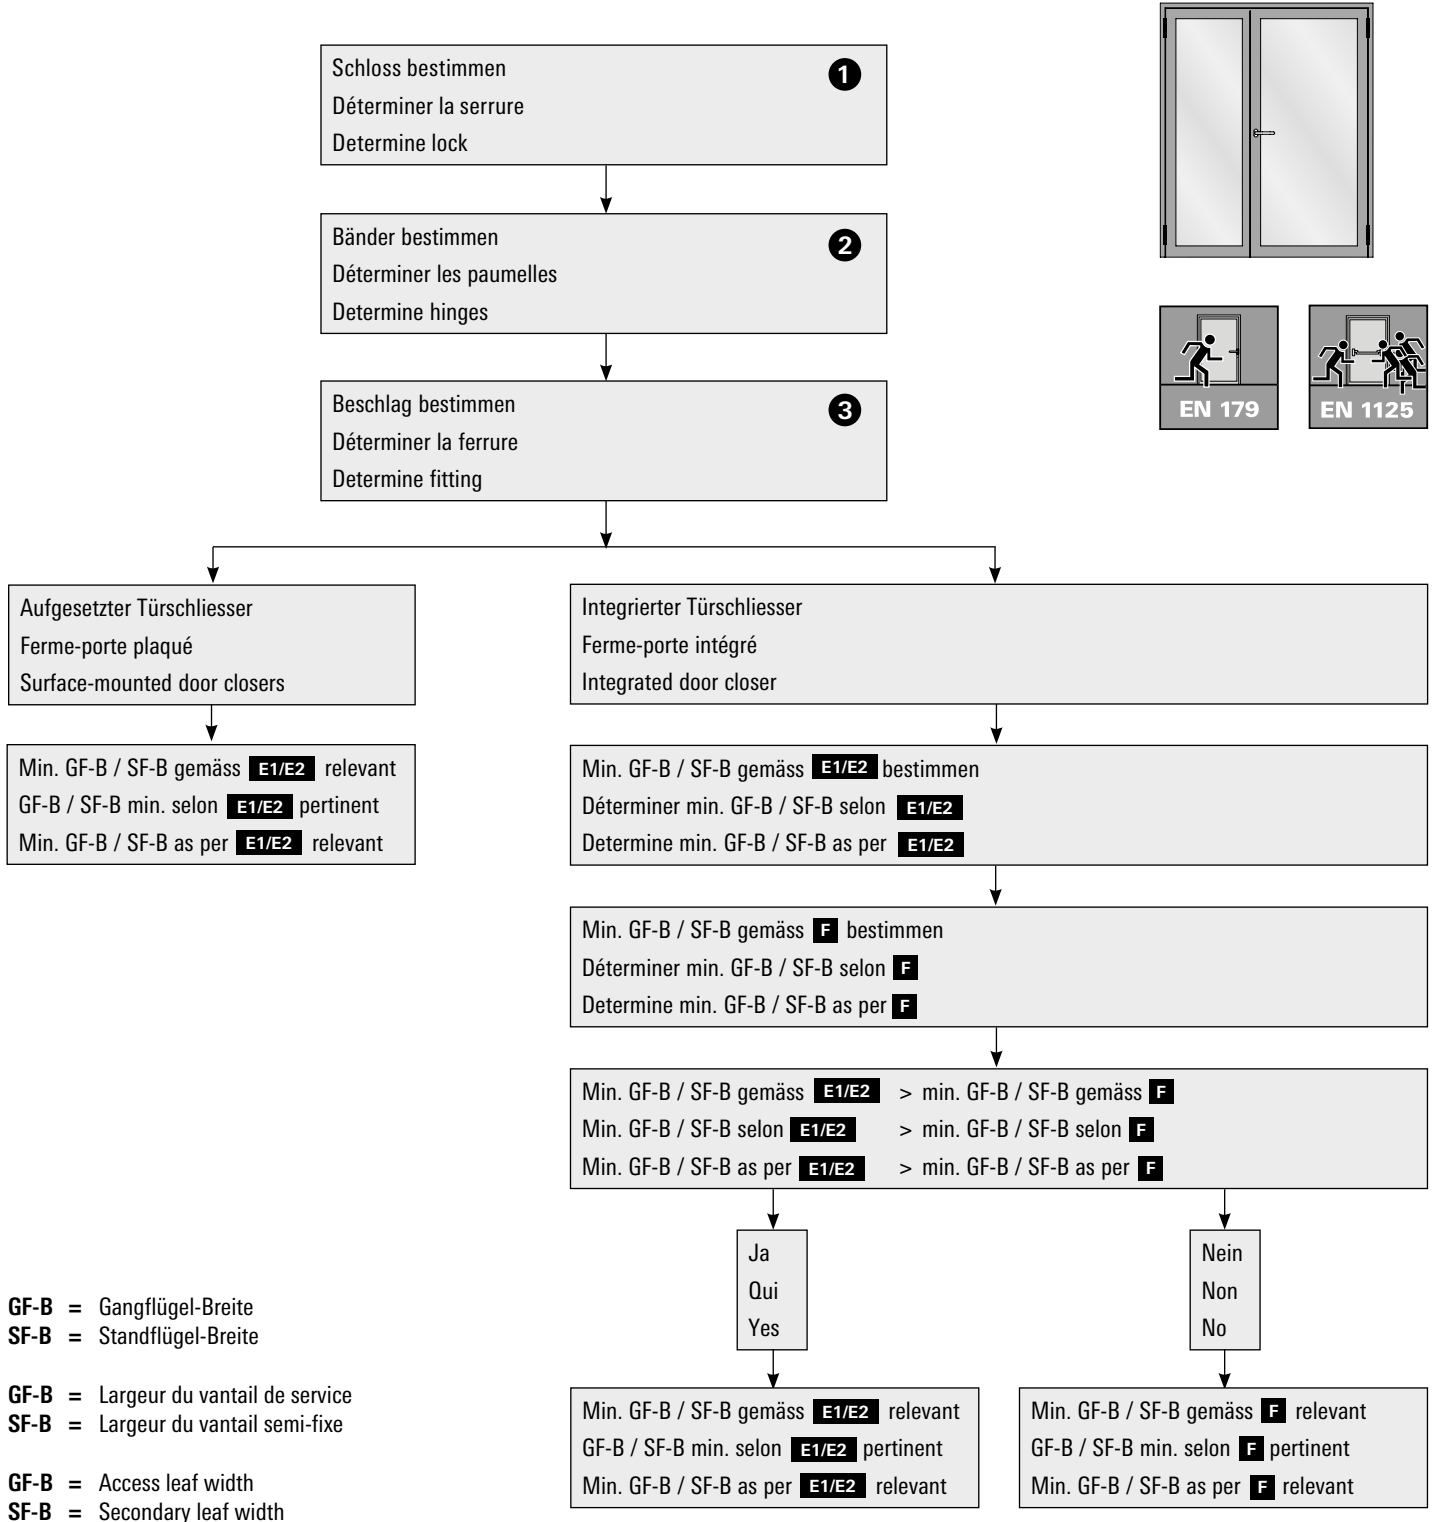 Schloss bestimmen
1
Déterminer la serrure
Determine lock
Bänder bestimmen
2
Déterminer les paumelles
Determine hinges
EN 179
EN 1125
Beschlag bestimmen
3
Déterminer la ferrure
Determine fitting
Aufgesetzter Türschliesser
Ferme-porte plaqué
Surface-mounted door closers
Integrierter Türschliesser
Ferme-porte intégré
Integrated door closer
Min. GF-B / SF-B gemäss E1/E2 relevant
GF-B / SF-B min. selon E1/E2 pertinent
Min. GF-B / SF-B as per E1/E2 relevant
Min. GF-B / SF-B gemäss E1/E2 bestimmen
Déterminer min. GF-B / SF-B selon E1/E2
Determine min. GF-B / SF-B as per E1/E2
Min. GF-B / SF-B gemäss F bestimmen
Déterminer min. GF-B / SF-B selon F
Determine min. GF-B / SF-B as per F
Min. GF-B / SF-B gemäss E1/E2 > min. GF-B / SF-B gemäss F
Min. GF-B / SF-B selon E1/E2 > min. GF-B / SF-B selon F
Min. GF-B / SF-B as per E1/E2 > min. GF-B / SF-B as per F
Ja
Qui
Yes
Nein
Non
No
Min. GF-B / SF-B gemäss E1/E2 relevant
GF-B / SF-B min. selon E1/E2 pertinent
Min. GF-B / SF-B as per E1/E2 relevant
Min. GF-B / SF-B gemäss F relevant
GF-B / SF-B min. selon F pertinent
Min. GF-B / SF-B as per F relevant
GF-B = Gangflügel-Breite
SF-B = Standflügel-Breite
GF-B = Largeur du vantail de service
SF-B = Largeur du vantail semi-fixe
GF-B = Access leaf width
SF-B = Secondary leaf width